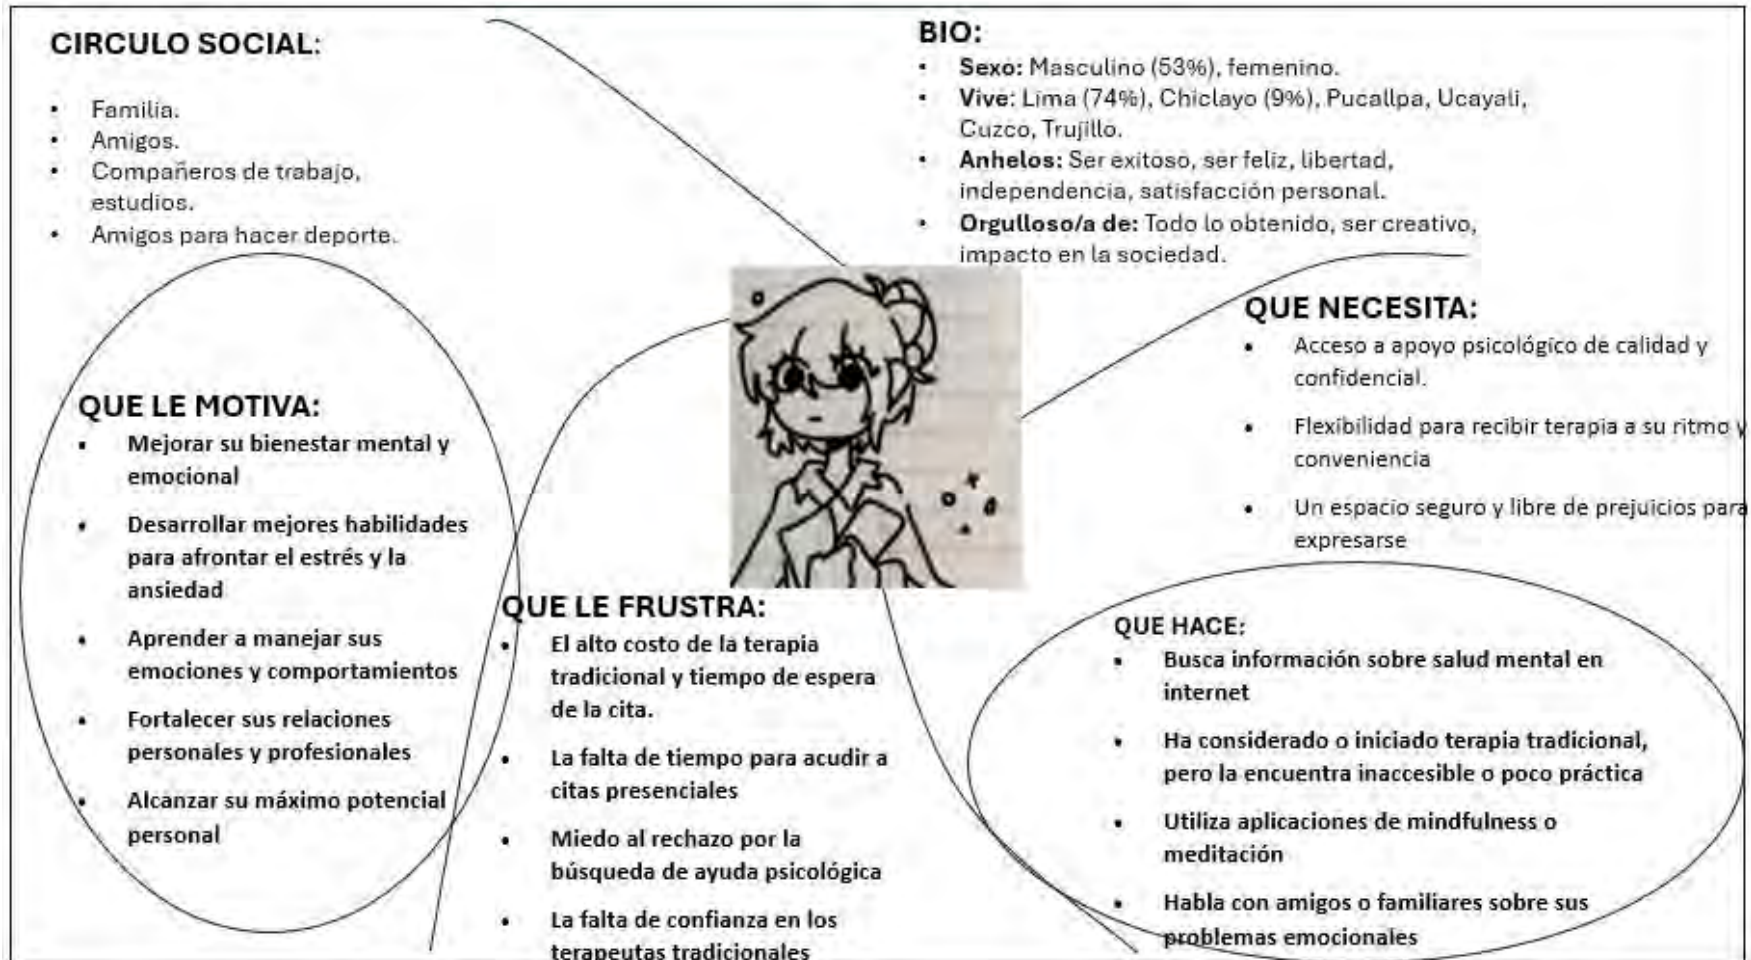 CIRCULO SOCIAL:
• Familia.
• Amigos.
• Compañeros de trabajo,
estudios.
• Amigos para hacer deporte.
BIO:
• Sexo: Masculino (53%), femenino.
• Vive: Lima (74%), Chiclayo (9%), Pucallpa, Ucayali,
Cuzco, Trujillo.
• Anhelos: Ser exitoso, ser feliz, libertad,
independencia, satisfacción personal.
• Orgulloso/a de: Todo lo obtenido, ser creativo,
impacto en la sociedad.
QUE LE MOTIVA:
• Mejorar su bienestar mental y
emocional
• Desarrollar mejores habilidades
para afrontar el estrés y la
ansiedad
• Aprender a manejar sus
emociones y comportamientos
• Fortalecer sus relaciones
personales y profesionales
• Alcanzar su máximo potencial
personal
QUE LE FRUSTRA:
• El alto costo de la terapia
tradicional y tiempo de espera
de la cita.
• La falta de tiempo para acudir a
citas presenciales
• Miedo al rechazo por la
búsqueda de ayuda psicológica
• La falta de confianza en los
terapeutas tradicionales
QUE NECESITA:
• Acceso a apoyo psicológico de calidad y
confidencial.
• Flexibilidad para recibir terapia a su ritmo y
conveniencia
• Un espacio seguro y libre de prejuicios para
expresarse
QUE HACE:
• Busca información sobre salud mental en
internet
• Ha considerado o iniciado terapia tradicional,
pero la encuentra inaccesible o poco práctica
• Utiliza aplicaciones de mindfulness o
meditación
• Habla con amigos o familiares sobre sus
problemas emocionales